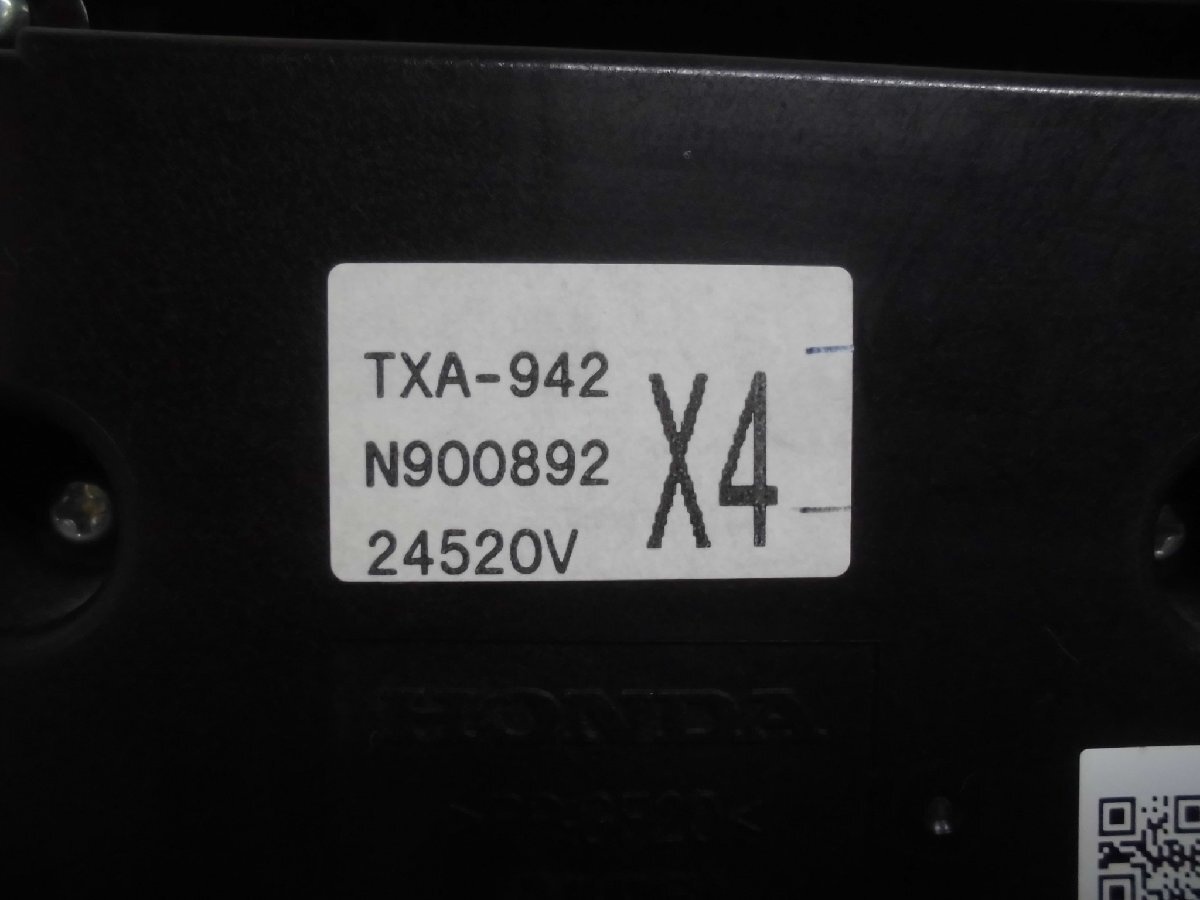 TXA-942
N900892
24520V
X4
HONDA